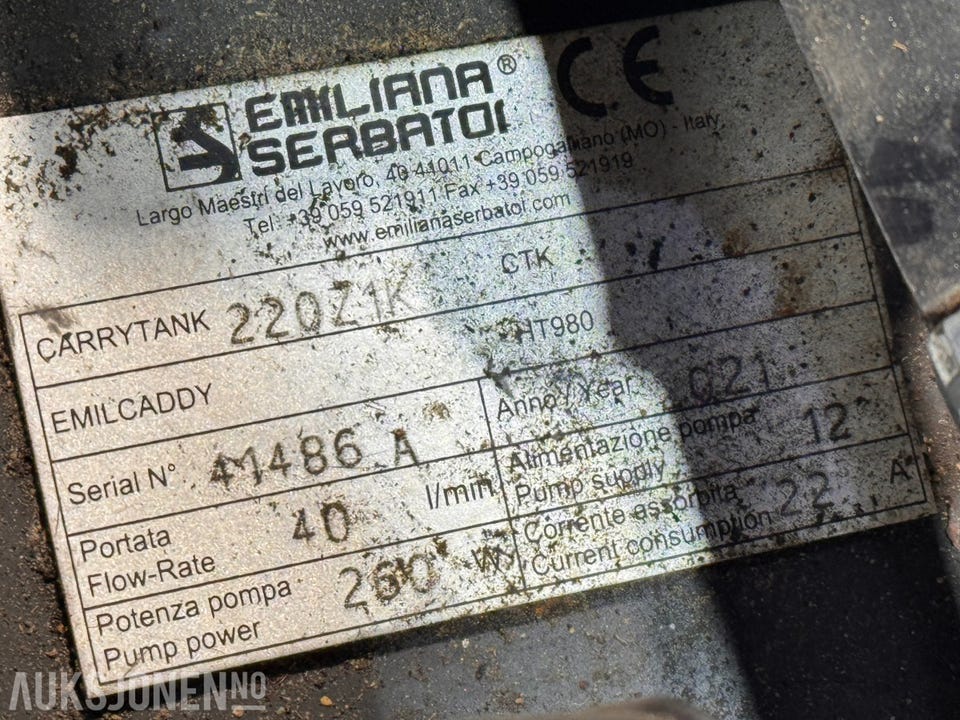 EMILIANA®
SERBATOI
CE
Largo Maestri del Lavoro, 40 41011 Campogalliano (MO) - Italy
Tel. +39 059 521911 Fax +39 059 521919
www.emilianaserbatoi.com
CARRYTANK 220Z1K CTK
EMILCADDY HT980
Serial N° 41486 A Anno / Year 021
Portata 40 l/min Alimentazione pompa 12
Flow-Rate Pump supply
Potenza pompa 260 W Corrente assorbita 22 A
Pump power Current consumption
AUKSJONEN.NO